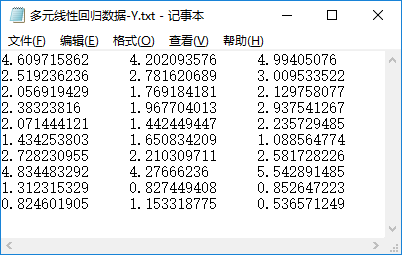 多元线性回归数据-Y.txt - 记事本
文件(F) 编辑(E) 格式(O) 查看(V) 帮助(H)
4.609715862 4.202093576 4.99405076
2.519236236 2.781620689 3.009533522
2.056919429 1.769184181 2.129758077
2.38323816 1.967704013 2.937541267
2.071444121 1.442449447 2.235729485
1.434253803 1.650834209 1.088564774
2.728230955 2.210309711 2.581728226
4.834483292 4.27666236 5.542891485
1.312315329 0.827449408 0.852647223
0.824601905 1.153318775 0.536571249